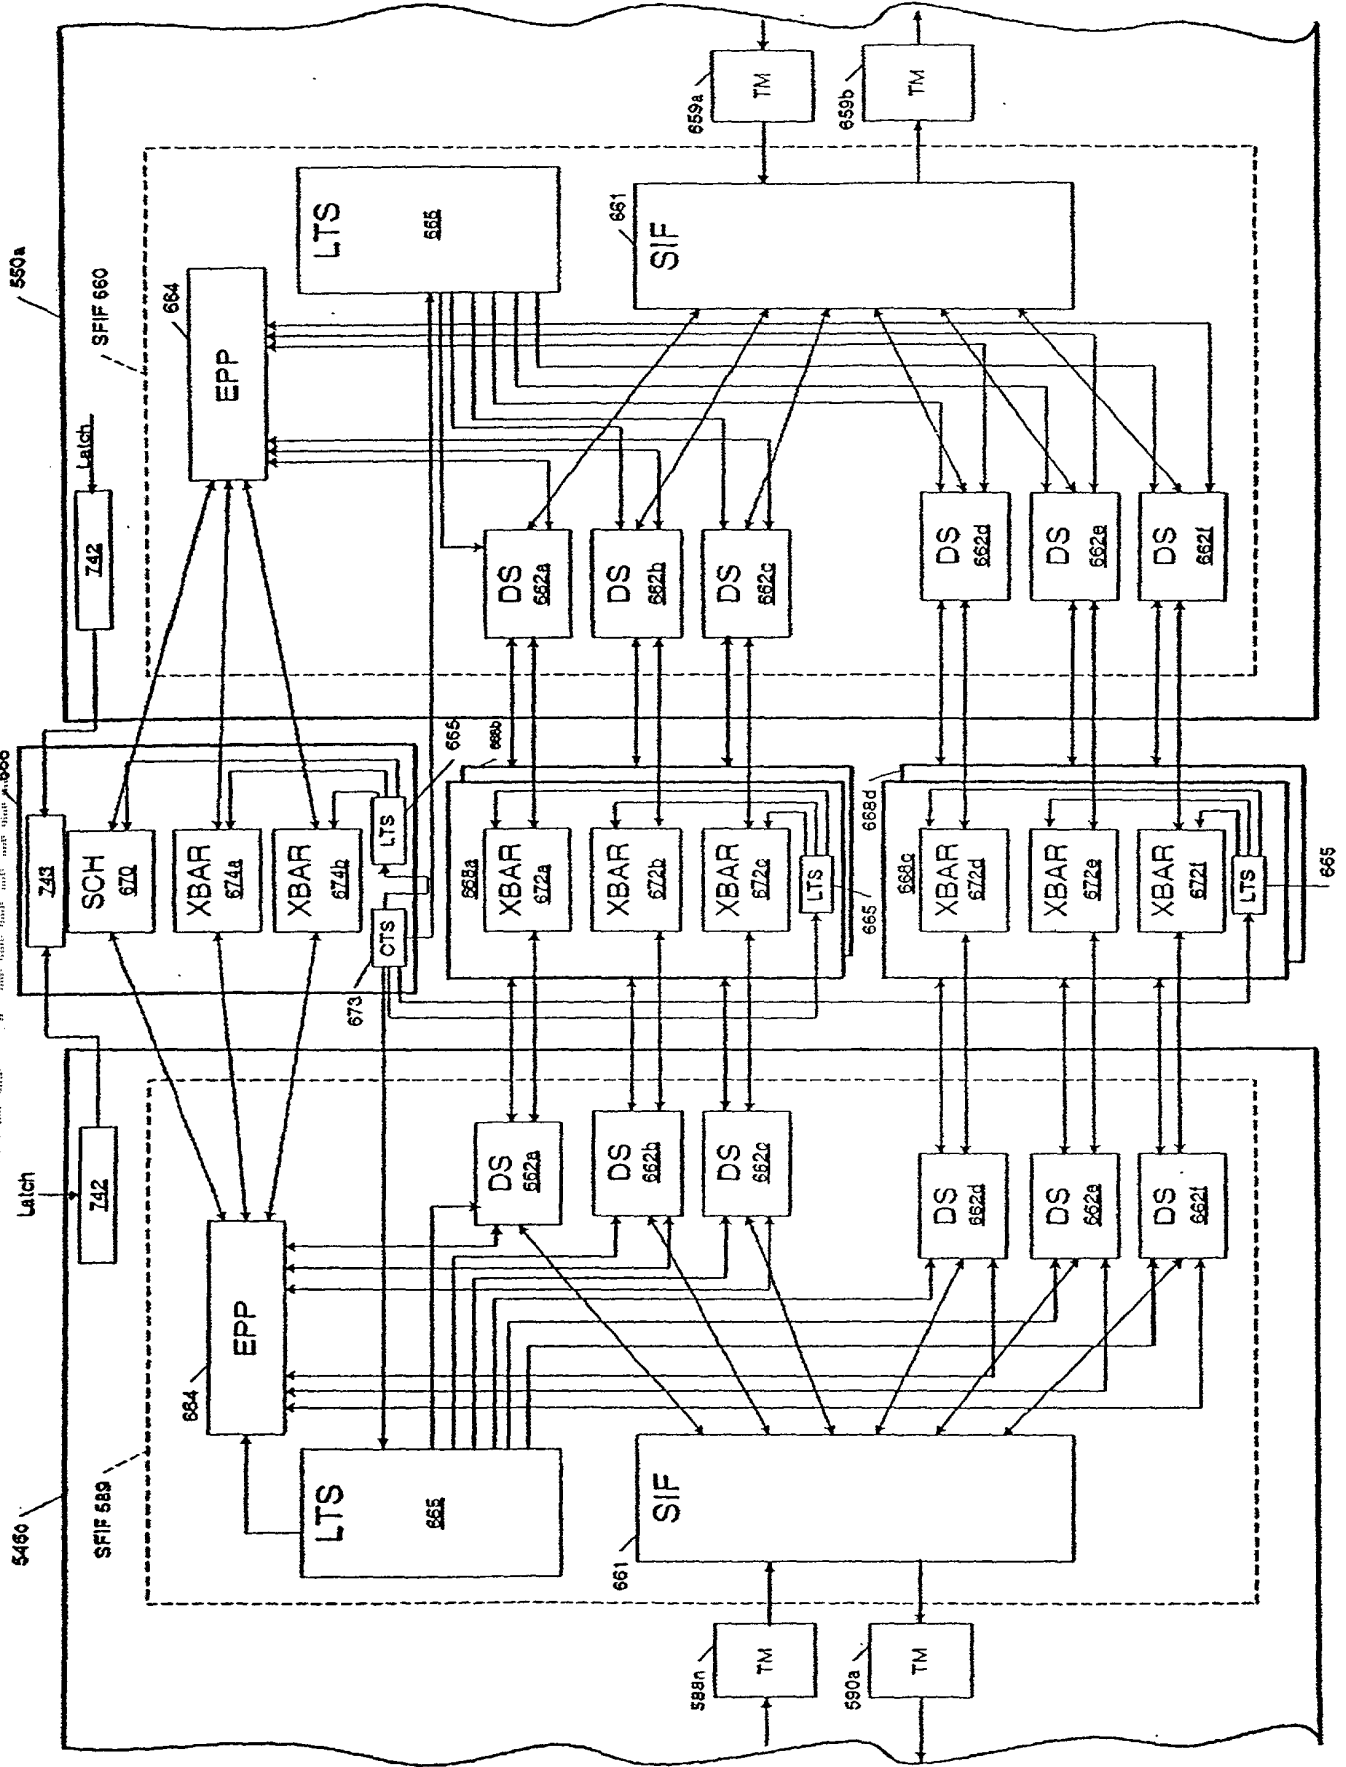 550a
SFIF 660
Latch
742
EPP
664
LTS
665
SIF
661
TM
659a
TM
659b
DS
662a
DS
662b
DS
662c
DS
662d
DS
662e
DS
662f
666
743
SCH
670
XBAR
674a
XBAR
674b
LTS
665
CTS
673
668b
668a
XBAR
672a
XBAR
672b
XBAR
672c
LTS
665
668d
668c
XBAR
672d
XBAR
672e
XBAR
672f
LTS
665
5460
SFIF 589
Latch
742
EPP
684
LTS
665
SIF
661
DS
662a
DS
662b
DS
662c
DS
662d
DS
662e
DS
662f
TM
588n
TM
590a